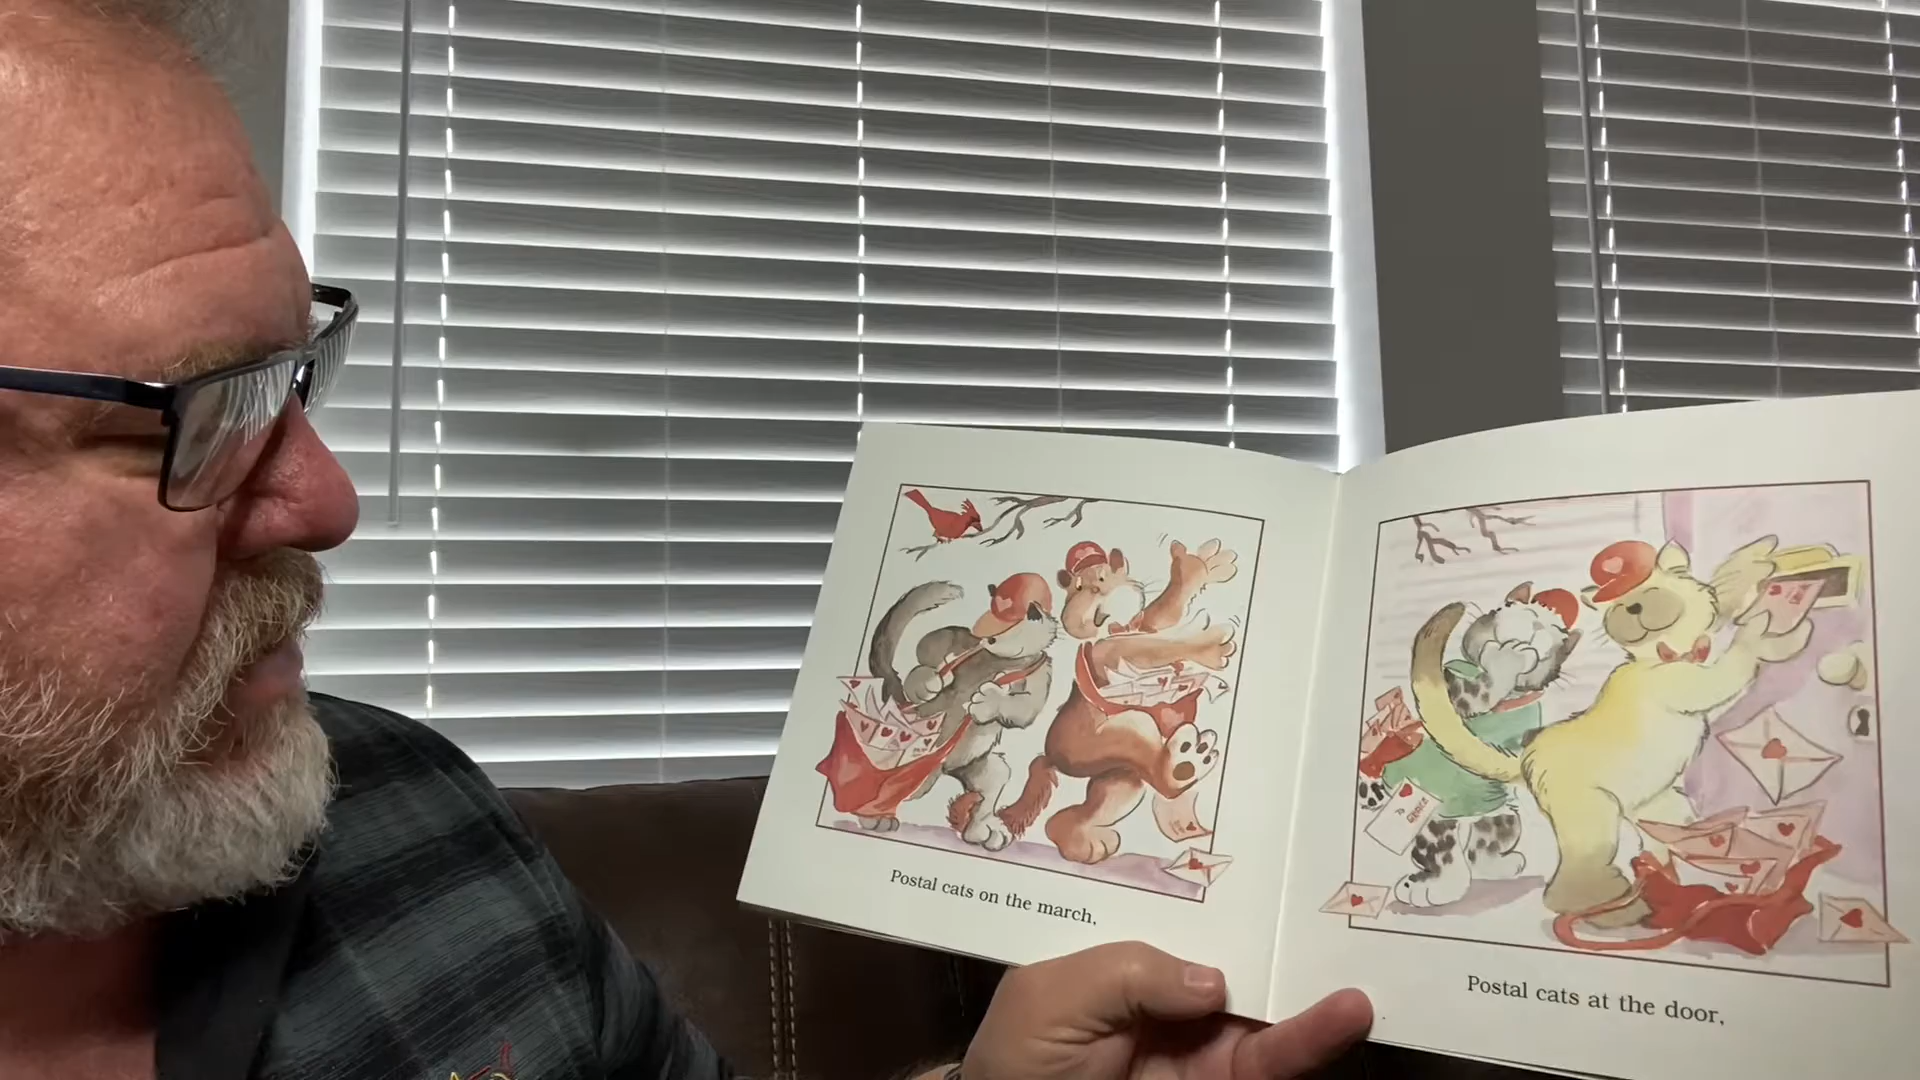 Postal cats on the march,
Postal cats at the door,